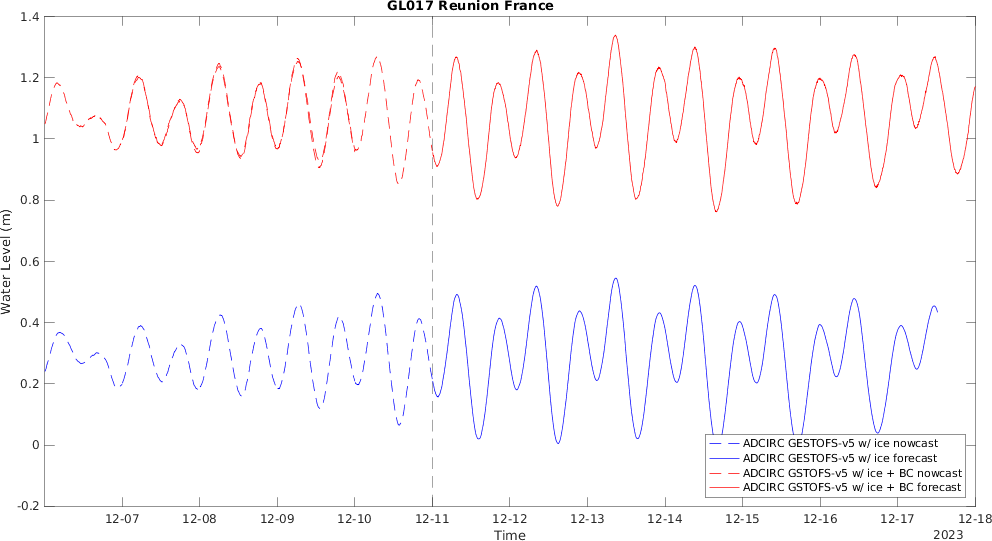 GL017 Reunion France
1.4
1.2
1
0.8
0.6
0.4
0.2
0
-0.2
Water Level (m)
ADCIRC GESTOFS-v5 w/ ice nowcast
ADCIRC GESTOFS-v5 w/ ice forecast
ADCIRC GSTOFS-v5 w/ ice + BC nowcast
ADCIRC GSTOFS-v5 w/ ice + BC forecast
12-07 12-08 12-09 12-10 12-11 12-12 12-13 12-14 12-15 12-16 12-17 12-18
Time
2023